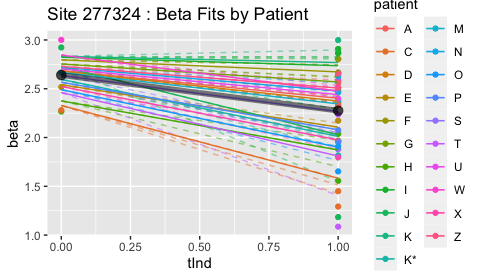 Site 277324 : Beta Fits by Patient
beta
3.0
2.5
2.0
1.5
1.0
0.00 0.25 0.50 0.75 1.00
tInd
patient
A M
C N
D O
E P
F S
G T
H U
I W
J X
K Z
K*